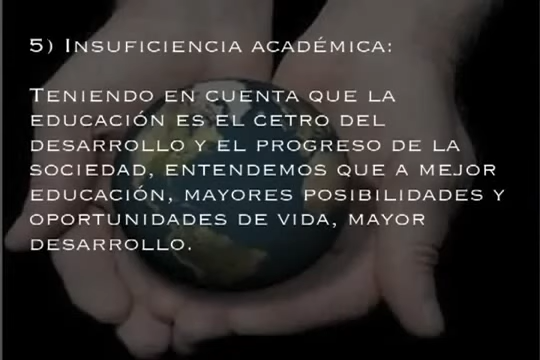 5) Insuficiencia académica:
Teniendo en cuenta que la
educación es el cetro del
desarrollo y el progreso de la
sociedad, entendemos que a mejor
educación, mayores posibilidades y
oportunidades de vida, mayor
desarrollo.